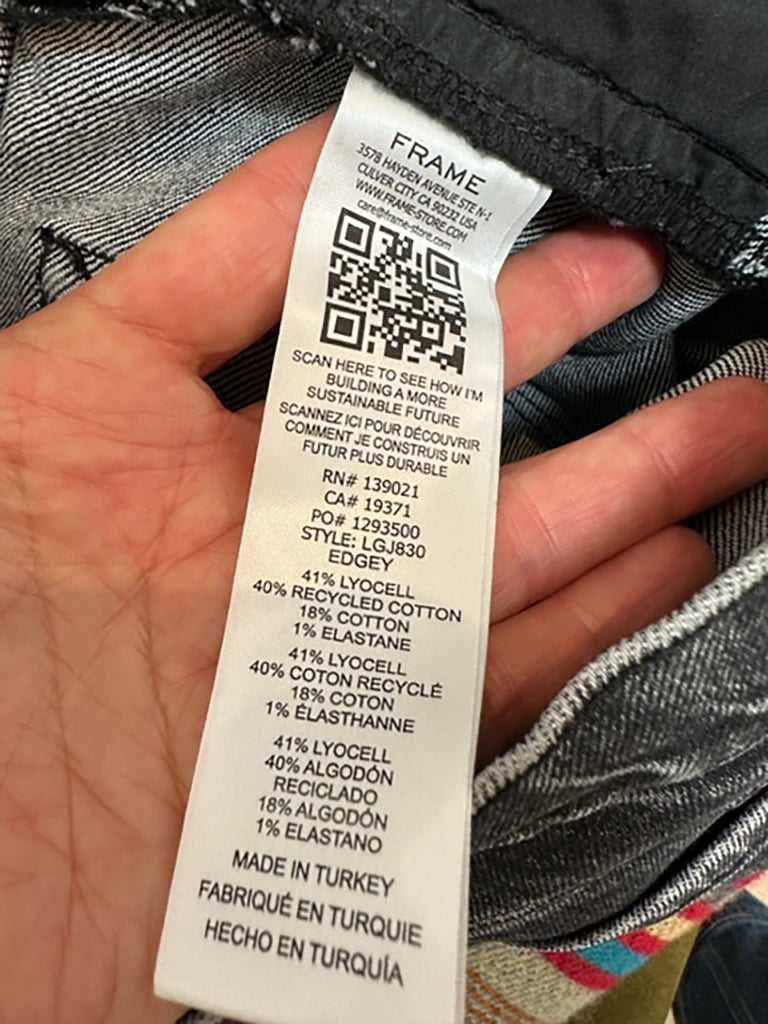 FRAME
3578 HAYDEN AVENUE STE N-1
CULVER CITY CA 90232 USA
WWW.FRAME-STORE.COM
care@frame-store.com
SCAN HERE TO SEE HOW I'M
BUILDING A MORE
SUSTAINABLE FUTURE
SCANNEZ ICI POUR DÉCOUVRIR
COMMENT JE CONSTRUIS UN
FUTUR PLUS DURABLE
RN# 139021
CA# 19371
PO# 1293500
STYLE: LGJ830
EDGEY
41% LYOCELL
40% RECYCLED COTTON
18% COTTON
1% ELASTANE
41% LYOCELL
40% COTON RECYCLÉ
18% COTON
1% ÉLASTHANNE
41% LYOCELL
40% ALGODÓN
RECICLADO
18% ALGODÓN
1% ELASTANO
MADE IN TURKEY
FABRIQUÉ EN TURQUIE
HECHO EN TURQUÍA